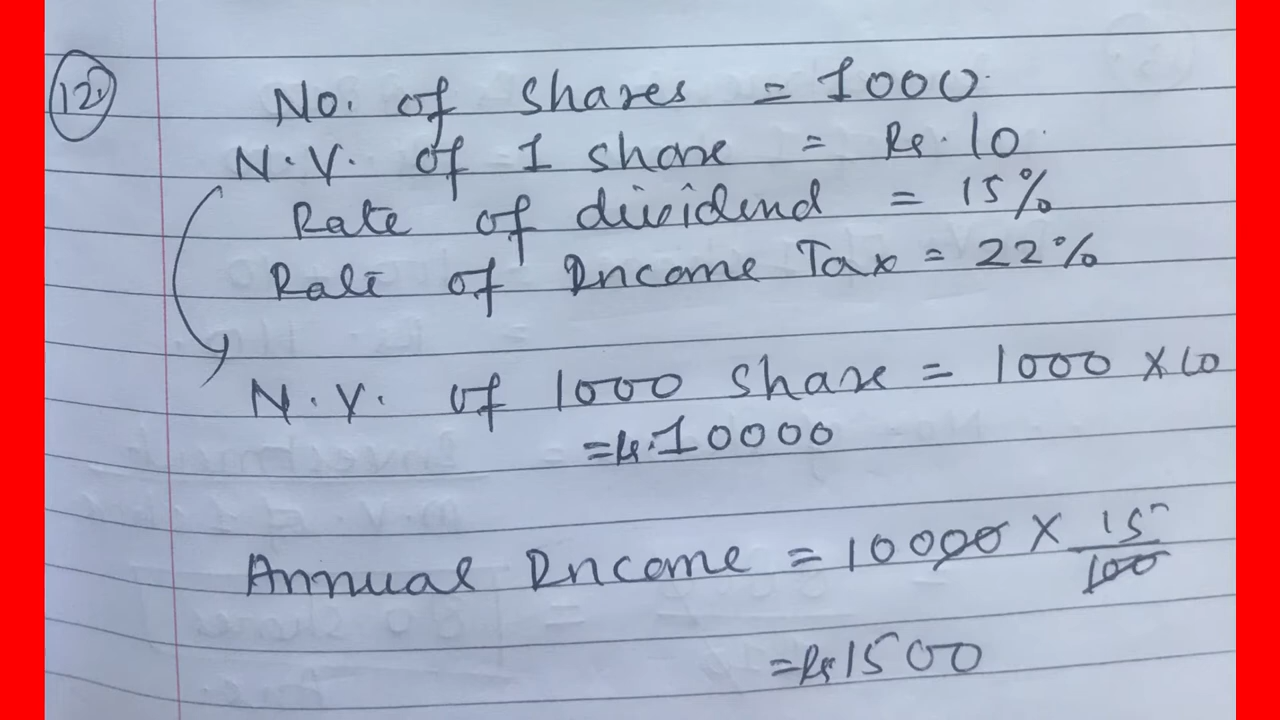 12.
No. of shares = 1000.
N.V. of 1 share = Rs. 10.
Rate of dividend = 15%
Rate of Income Tax = 22%
N.V. of 1000 share = 1000 × 10
= Rs. 10000
Annual Income = 10000 × 15/100
= Rs. 1500